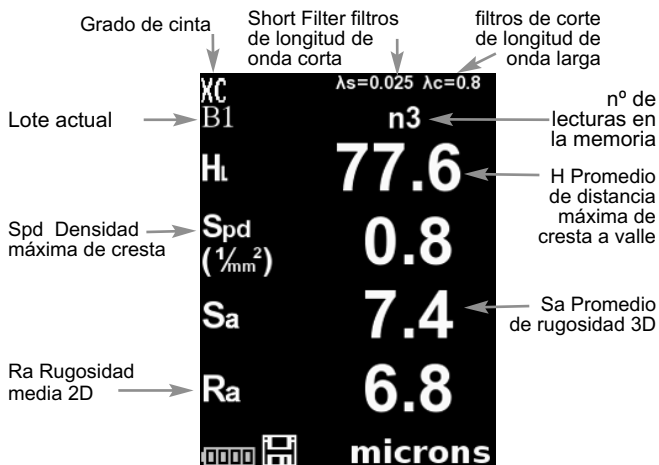 Grado de cinta
Short Filter filtros
de longitud de
onda corta
filtros de corte
de longitud de
onda larga
XC
λs=0.025 λc=0.8
Lote actual
B1
n3
nº de
lecturas en
la memoria
HL
77.6
H Promedio
de distancia
máxima de
cresta a valle
Spd Densidad
máxima de cresta
Spd
(1/mm²)
0.8
Sa
7.4
Sa Promedio
de rugosidad 3D
Ra Rugosidad
media 2D
Ra
6.8
microns